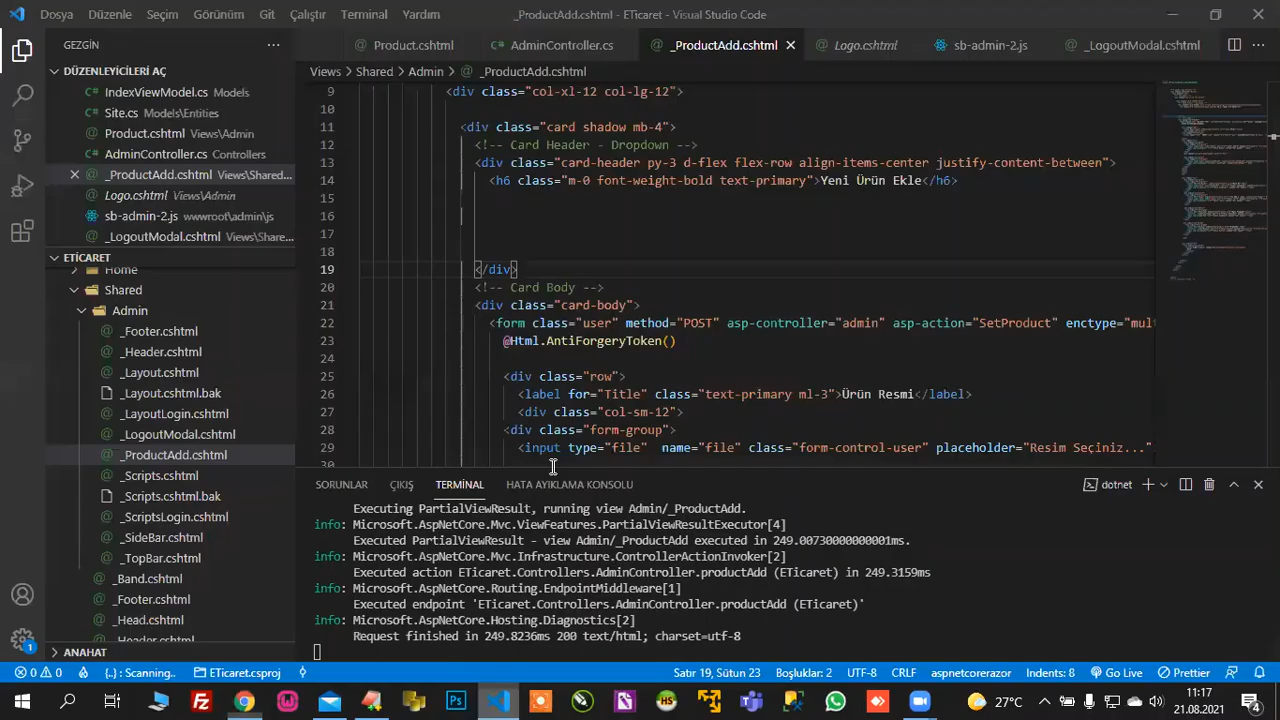 Dosya Düzenle Seçim Görünüm Git Çalıştır Terminal Yardım _ProductAdd.cshtml - ETicaret - Visual Studio Code
GEZGİN
Product.cshtml AdminController.cs _ProductAdd.cshtml Logo.cshtml sb-admin-2.js _LogoutModal.cshtml
Views Shared Admin _ProductAdd.cshtml
DÜZENLEYİCİLERİ AÇ
IndexViewModel.cs Models
Site.cs Models\Entities
Product.cshtml Views\Admin
AdminController.cs Controllers
_ProductAdd.cshtml Views\Shared...
Logo.cshtml Views\Admin
sb-admin-2.js wwwroot\admin\js
_LogoutModal.cshtml Views\Share...
ETİCARET
Home
Shared
Admin
_Footer.cshtml
_Header.cshtml
_Layout.cshtml
_Layout.cshtml.bak
_LayoutLogin.cshtml
_LogoutModal.cshtml
_ProductAdd.cshtml
_Scripts.cshtml
_Scripts.cshtml.bak
_ScriptsLogin.cshtml
_SideBar.cshtml
_TopBar.cshtml
_Band.cshtml
_Footer.cshtml
_Head.cshtml
_Header.cshtml
ANAHAT
9 <div class="col-xl-12 col-lg-12">
10
11 <div class="card shadow mb-4">
12 <!-- Card Header - Dropdown -->
13 <div class="card-header py-3 d-flex flex-row align-items-center justify-content-between">
14 <h6 class="m-0 font-weight-bold text-primary">Yeni Ürün Ekle</h6>
15
16
17
18
19 </div>
20 <!-- Card Body -->
21 <div class="card-body">
22 <form class="user" method="POST" asp-controller="admin" asp-action="SetProduct" enctype="mul
23 @Html.AntiForgeryToken()
24
25 <div class="row">
26 <label for="Title" class="text-primary ml-3">Ürün Resmi</label>
27 <div class="col-sm-12">
28 <div class="form-group">
29 <input type="file" name="file" class="form-control-user" placeholder="Resim Seçiniz..."
30
SORUNLAR ÇIKIŞ TERMİNAL HATA AYIKLAMA KONSOLU dotnet
Executing PartialViewResult, running view Admin/_ProductAdd.
info: Microsoft.AspNetCore.Mvc.ViewFeatures.PartialViewResultExecutor[4]
Executed PartialViewResult - view Admin/_ProductAdd executed in 249.00730000000001ms.
info: Microsoft.AspNetCore.Mvc.Infrastructure.ControllerActionInvoker[2]
Executed action ETicaret.Controllers.AdminController.productAdd (ETicaret) in 249.3159ms
info: Microsoft.AspNetCore.Routing.EndpointMiddleware[1]
Executed endpoint 'ETicaret.Controllers.AdminController.productAdd (ETicaret)'
info: Microsoft.AspNetCore.Hosting.Diagnostics[2]
Request finished in 249.8236ms 200 text/html; charset=utf-8
0 0 {..} : Scanning.. ETicaret.csproj Satır 19, Sütun 23 Boşluklar: 2 UTF-8 CRLF aspnetcorerazor Indents: 8 Go Live Prettier
27°C 11:17
21.08.2021